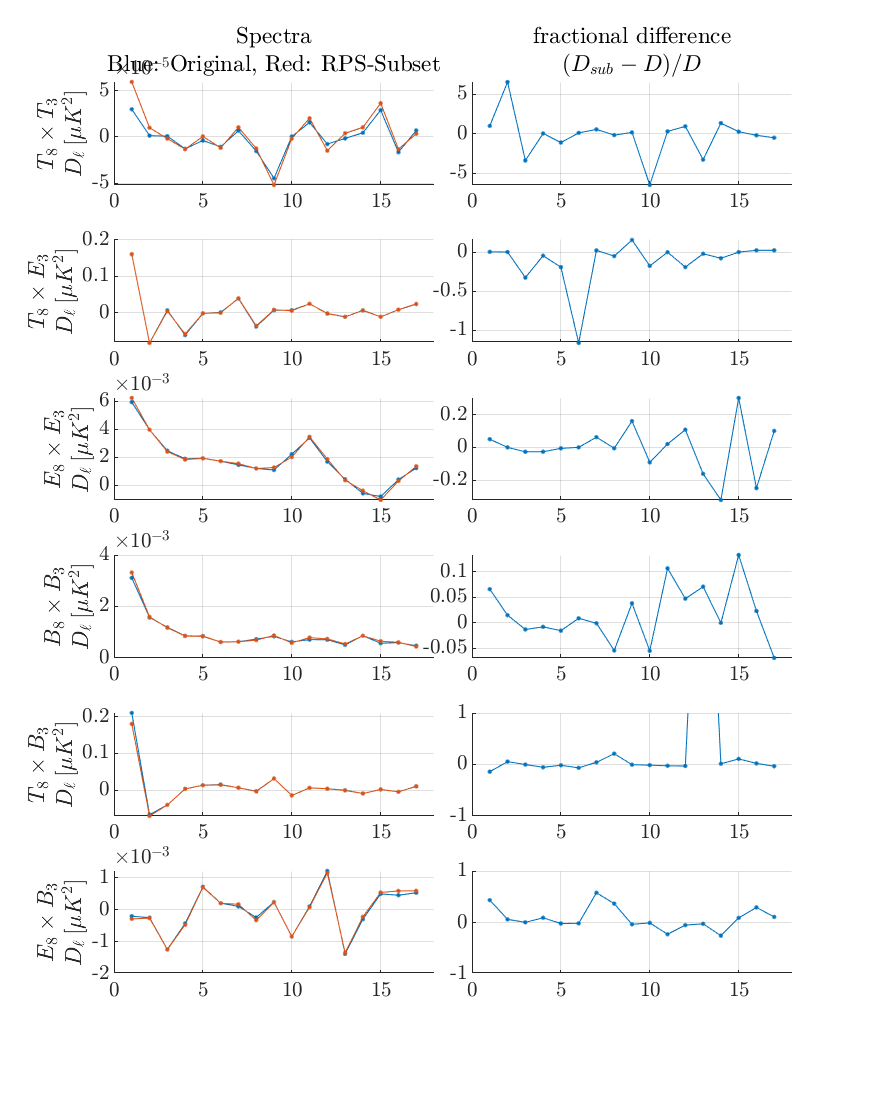 Spectra
Blue: Original, Red: RPS-Subset
fractional difference
(D_{sub} − D)/D
×10^{-5}
T_8 × T_3
D_ℓ [μK^2]
5
0
-5
0 5 10 15
5
0
-5
0 5 10 15
T_8 × E_3
D_ℓ [μK^2]
0.2
0.1
0
0 5 10 15
0
-0.5
-1
0 5 10 15
×10^{-3}
E_8 × E_3
D_ℓ [μK^2]
6
4
2
0
0 5 10 15
0.2
0
-0.2
0 5 10 15
×10^{-3}
B_8 × B_3
D_ℓ [μK^2]
4
2
0
0 5 10 15
0.1
0.05
0
-0.05
0 5 10 15
T_8 × B_3
D_ℓ [μK^2]
0.2
0.1
0
0 5 10 15
1
0
-1
0 5 10 15
×10^{-3}
E_8 × B_3
D_ℓ [μK^2]
1
0
-1
-2
0 5 10 15
1
0
-1
0 5 10 15